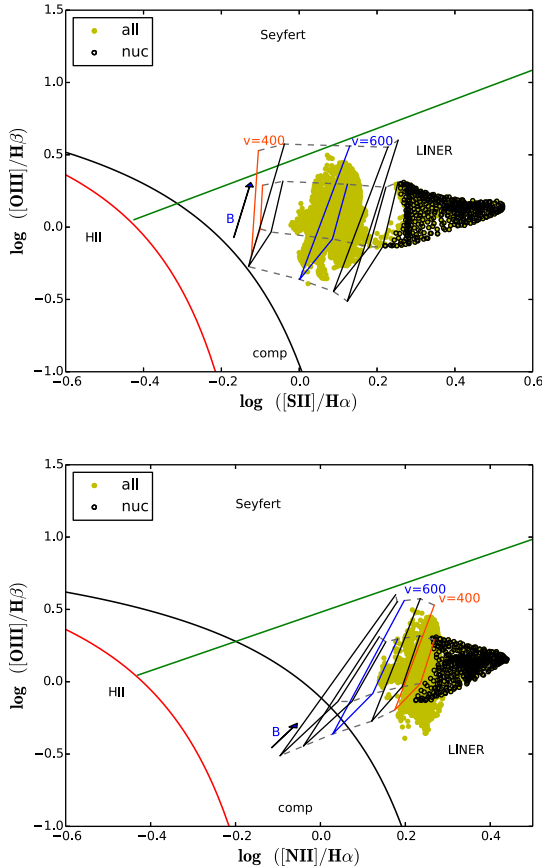 all
nuc
Seyfert
v=400
v=600
LINER
B
HII
comp
1.5
1.0
0.5
0.0
−0.5
−1.0
−0.6
−0.4
−0.2
0.0
0.2
0.4
0.6
log ([OIII]/Hβ)
log ([SII]/Hα)
all
nuc
Seyfert
v=600
v=400
HII
B
LINER
comp
1.5
1.0
0.5
0.0
−0.5
−1.0
−0.6
−0.4
−0.2
0.0
0.2
0.4
log ([OIII]/Hβ)
log ([NII]/Hα)